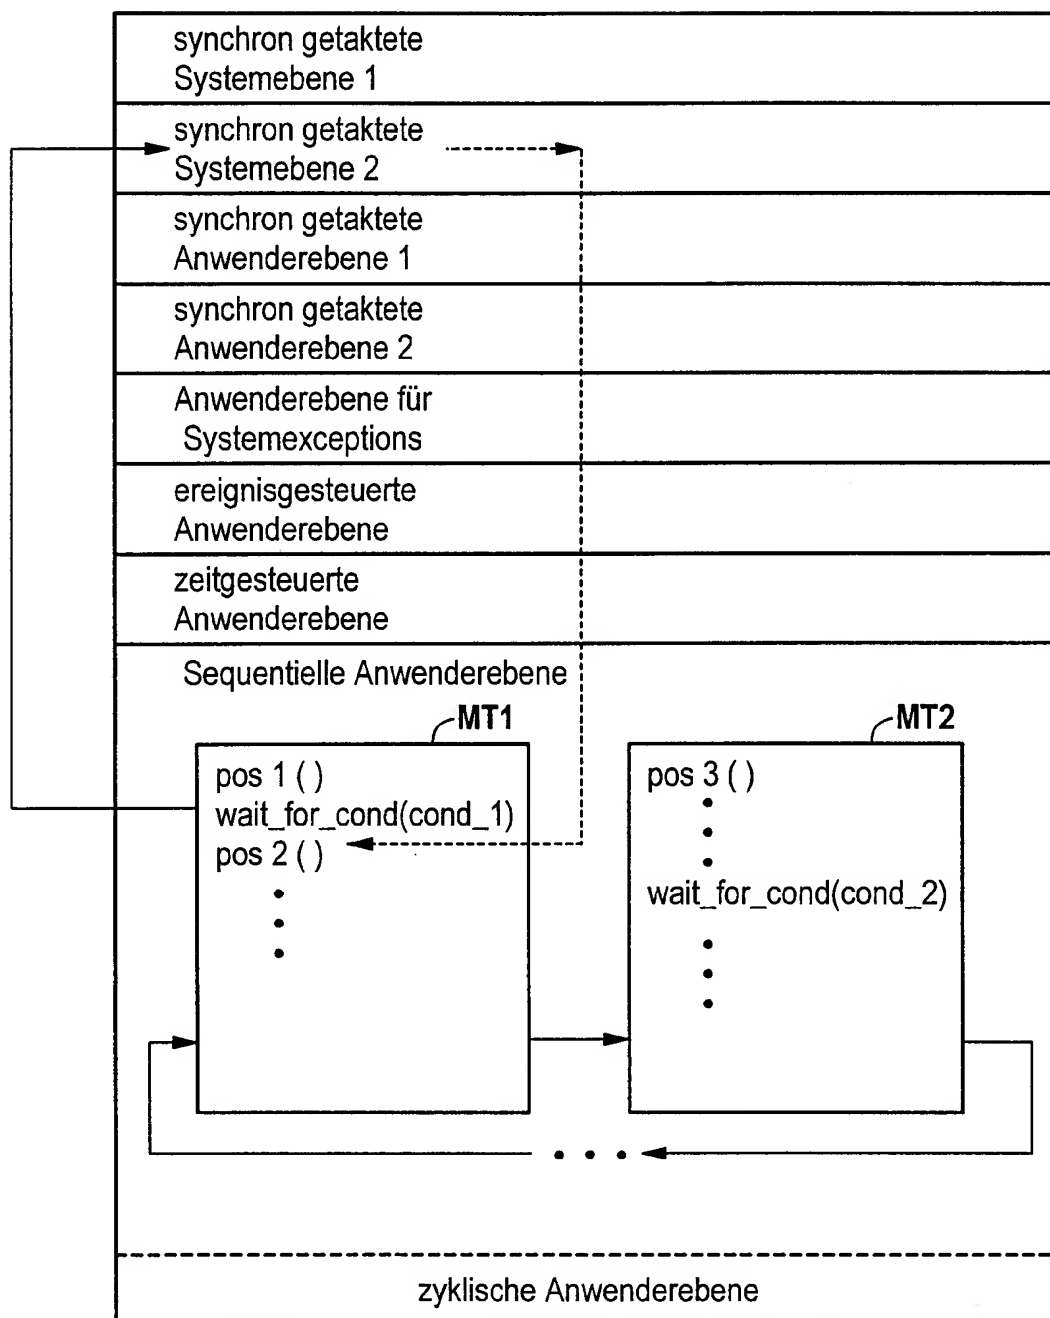 synchron getaktete
Systemebene 1
synchron getaktete
Systemebene 2
synchron getaktete
Anwenderebene 1
synchron getaktete
Anwenderebene 2
Anwenderebene für
Systemexceptions
ereignisgesteuerte
Anwenderebene
zeitgesteuerte
Anwenderebene
Sequentielle Anwenderebene
MT1
pos 1 ( )
wait_for_cond(cond_1)
pos 2 ( )
MT2
pos 3 ( )
wait_for_cond(cond_2)
zyklische Anwenderebene